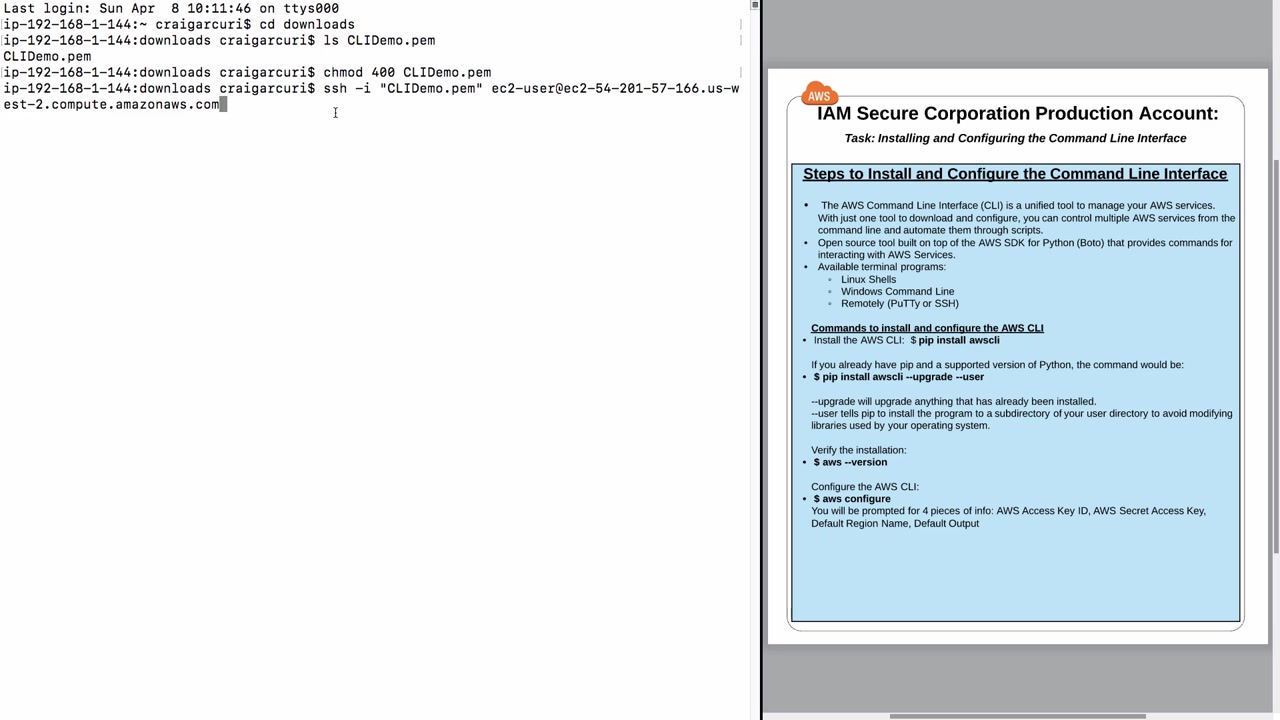 Last login: Sun Apr  8 10:11:46 on ttys000
ip-192-168-1-144:~ craigarcuri$ cd downloads
ip-192-168-1-144:downloads craigarcuri$ ls CLIDemo.pem
CLIDemo.pem
ip-192-168-1-144:downloads craigarcuri$ chmod 400 CLIDemo.pem
ip-192-168-1-144:downloads craigarcuri$ ssh -i "CLIDemo.pem" ec2-user@ec2-54-201-57-166.us-w
est-2.compute.amazonaws.com
AWS
IAM Secure Corporation Production Account:
Task: Installing and Configuring the Command Line Interface
Steps to Install and Configure the Command Line Interface
• The AWS Command Line Interface (CLI) is a unified tool to manage your AWS services.
With just one tool to download and configure, you can control multiple AWS services from the
command line and automate them through scripts.
• Open source tool built on top of the AWS SDK for Python (Boto) that provides commands for
interacting with AWS Services.
• Available terminal programs:
◦ Linux Shells
◦ Windows Command Line
◦ Remotely (PuTTy or SSH)
Commands to install and configure the AWS CLI
• Install the AWS CLI: $ pip install awscli
If you already have pip and a supported version of Python, the command would be:
• $ pip install awscli --upgrade --user
--upgrade will upgrade anything that has already been installed.
--user tells pip to install the program to a subdirectory of your user directory to avoid modifying
libraries used by your operating system.
Verify the installation:
• $ aws --version
Configure the AWS CLI:
• $ aws configure
You will be prompted for 4 pieces of info: AWS Access Key ID, AWS Secret Access Key,
Default Region Name, Default Output